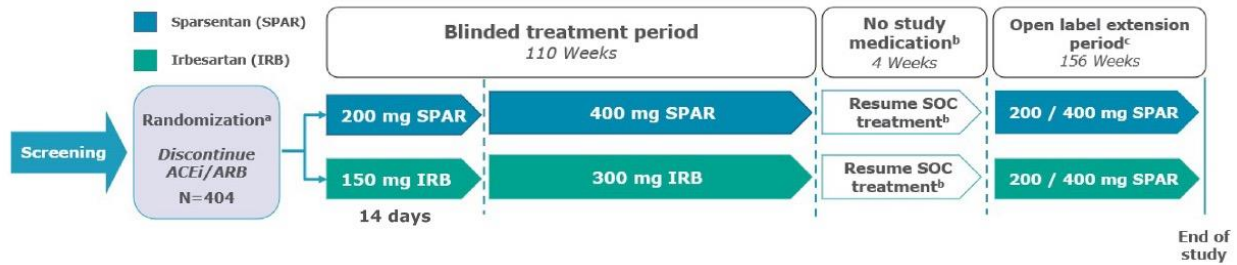 Sparsentan (SPAR)
Irbesartan (IRB)
Blinded treatment period
110 Weeks
No study
medicationᵇ
4 Weeks
Open label extension
periodᶜ
156 Weeks
Screening
Randomizationᵃ
Discontinue
ACEi/ARB
N=404
200 mg SPAR
400 mg SPAR
Resume SOC
treatmentᵇ
200 / 400 mg SPAR
150 mg IRB
300 mg IRB
Resume SOC
treatmentᵇ
200 / 400 mg SPAR
14 days
End of
study